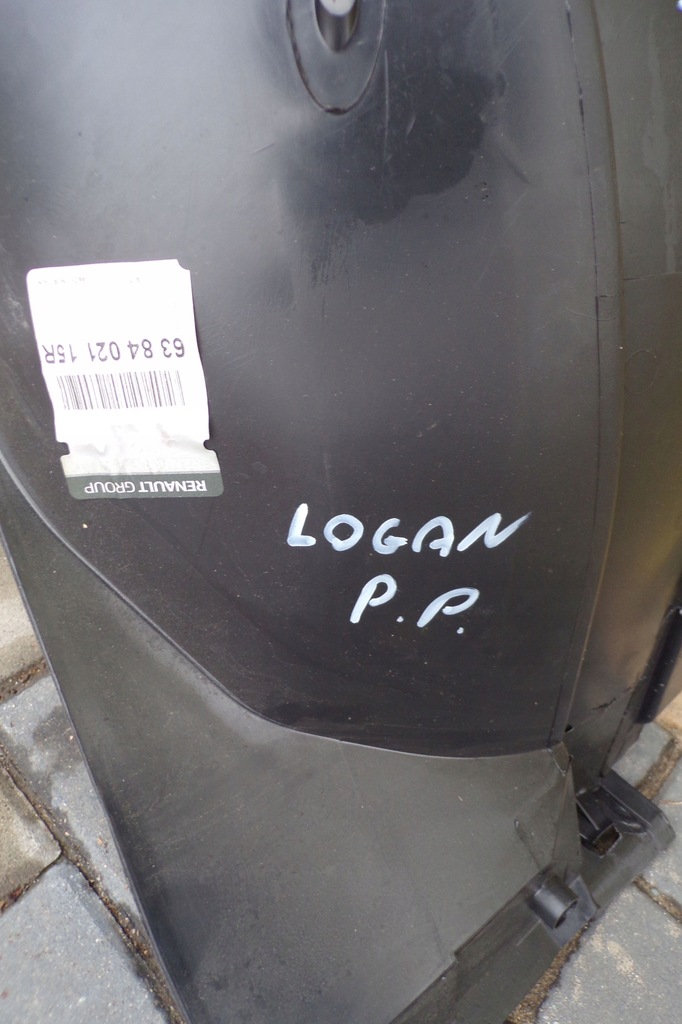 RENAULT GROUP
63 84 021 15R
LOGAN
P.P.